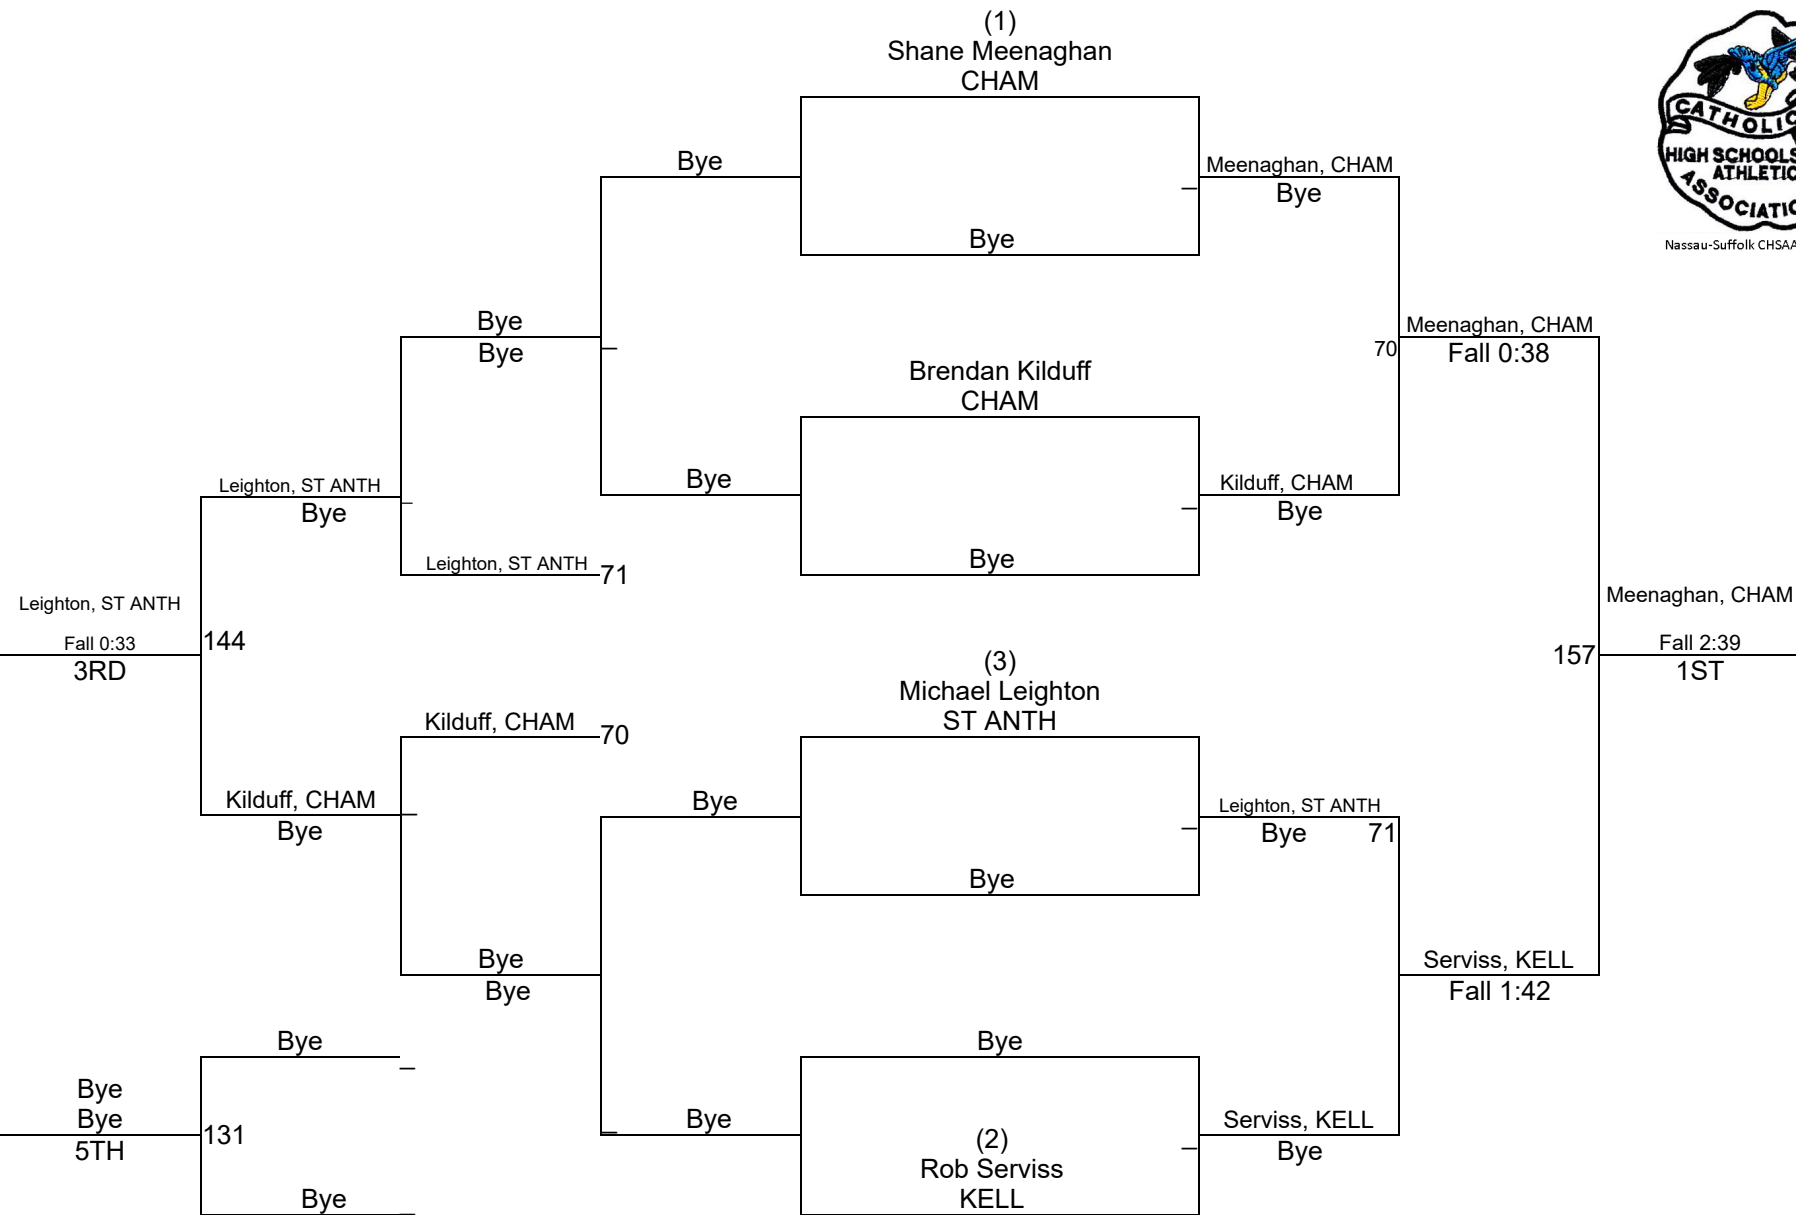 (1)
Shane Meenaghan
CHAM
Bye
Meenaghan, CHAM
Bye
Bye
CATHOLIC
HIGH SCHOOLS
ATHLETIC
Nassau-Suffolk CHSAA
Bye
Bye
Meenaghan, CHAM
70
Fall 0:38
Brendan Kilduff
CHAM
Bye
Kilduff, CHAM
Bye
Bye
Leighton, ST ANTH
Bye
Leighton, ST ANTH
71
Leighton, ST ANTH
Fall 0:33
3RD
144
Meenaghan, CHAM
157
Fall 2:39
1ST
(3)
Michael Leighton
ST ANTH
Kilduff, CHAM
70
Bye
Leighton, ST ANTH
Bye
71
Kilduff, CHAM
Bye
Bye
Bye
Bye
Serviss, KELL
Fall 1:42
Bye
Bye
Bye
Bye
5TH
131
Bye
(2)
Rob Serviss
KELL
Serviss, KELL
Bye
Bye